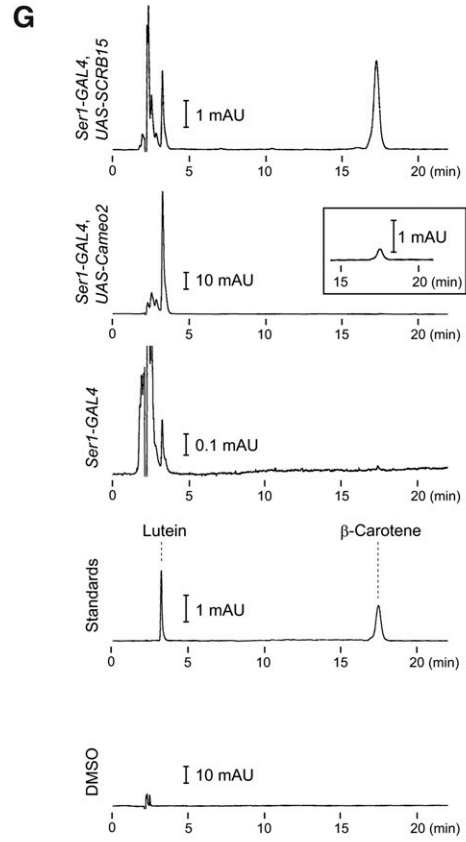 G
Ser1-GAL4,
UAS-SCRB15
1 mAU
0 5 10 15 20 (min)
Ser1-GAL4,
UAS-Cameo2
10 mAU
1 mAU
15 20 (min)
0 5 10 15 20 (min)
Ser1-GAL4
0.1 mAU
0 5 10 15 20 (min)
Standards
Lutein β-Carotene
1 mAU
0 5 10 15 20 (min)
DMSO
10 mAU
0 5 10 15 20 (min)